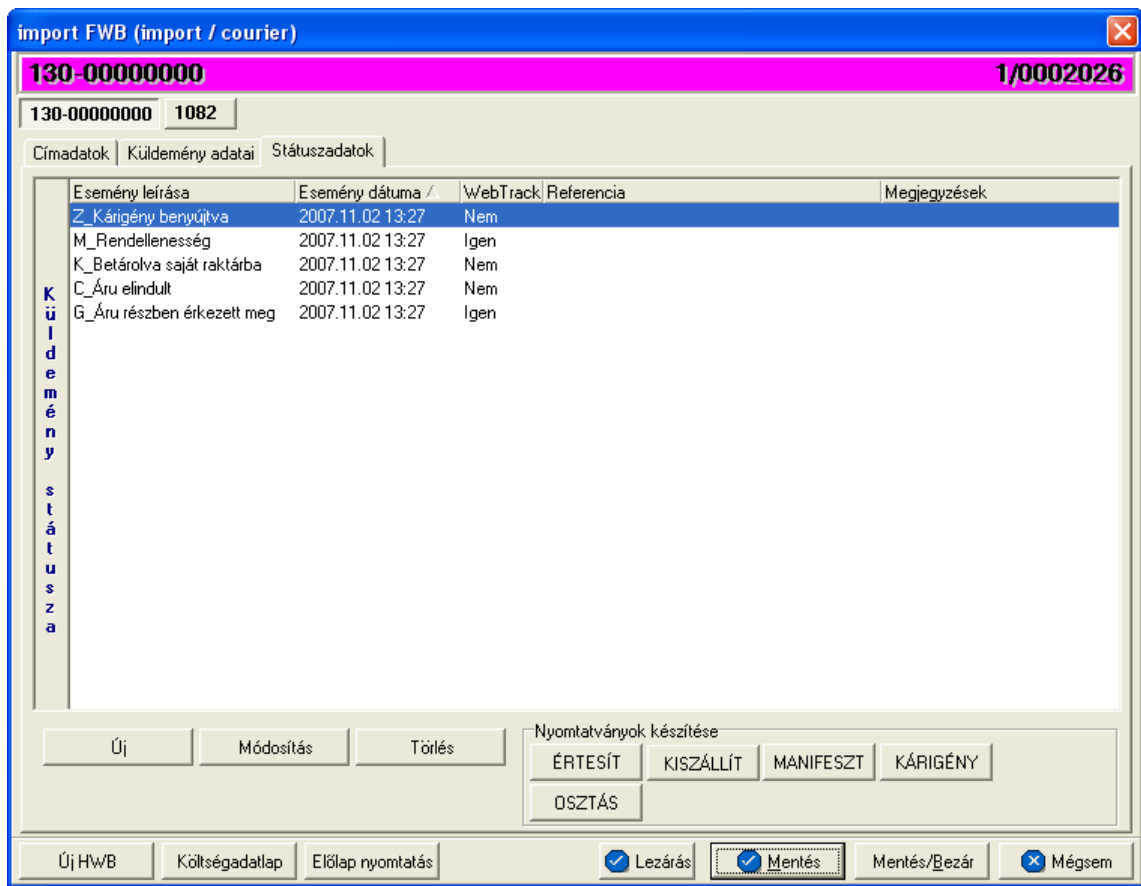 import FWB (import / courier)
130-00000000 1/0002026
130-00000000 1082
Címadatok Küldemény adatai Státuszadatok
Esemény leírása Esemény dátuma WebTrack Referencia Megjegyzések
Z_Kárigény benyújtva 2007.11.02 13:27 Nem
M_Rendellenesség 2007.11.02 13:27 Igen
K_Betárolva saját raktárba 2007.11.02 13:27 Nem
C_Áru elindult 2007.11.02 13:27 Nem
G_Áru részben érkezett meg 2007.11.02 13:27 Igen
Küldemény státusza
Új Módosítás Törlés
Nyomtatványok készítése
ÉRTESÍT KISZÁLLÍT MANIFESZT KÁRIGÉNY
OSZTÁS
Új HWB Költségadatlap Előlap nyomtatás Lezárás Mentés Mentés/Bezár Mégsem